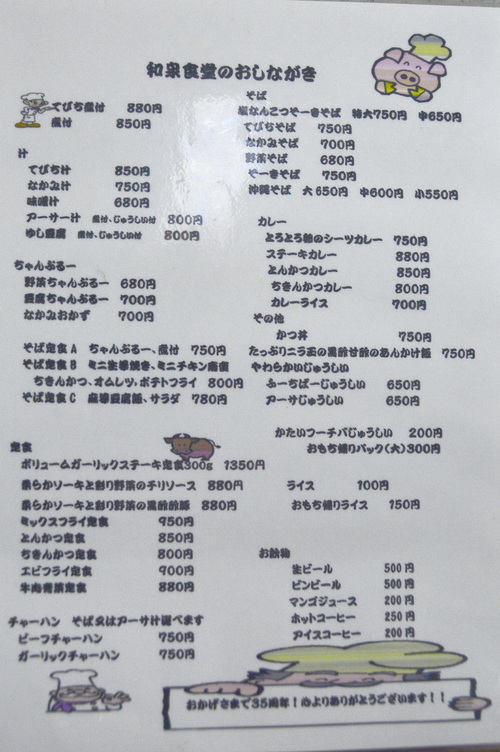 和泉食堂のおしながき
てびち煮付 880円
煮付 850円
汁
てびち汁 850円
なかみ汁 750円
味噌汁 680円
アーサー汁 煮付、じゅうしい付 800円
ゆし豆腐 煮付、じゅうしい付 800円
ちゃんぷるー
野菜ちゃんぷるー 680円
豆腐ちゃんぷるー 700円
なかみおかず 700円
そば定食A ちゃんぷるー、煮付 750円
そば定食B ミニ生姜焼き、ミニチキン南蛮
ちきんかつ、オムレツ、ポテトフライ 800円
そば定食C 麻婆豆腐飯、サラダ 780円
定食
ボリュームガーリックステーキ定食300g 1350円
柔らかソーキと彩り野菜のチリソース 880円
柔らかソーキと彩り野菜の黒酢酢豚 880円
ミックスフライ定食 950円
とんかつ定食 850円
ちきんかつ定食 800円
エビフライ定食 900円
牛肉野菜定食 880円
チャーハン そば又はアーサ汁選べます
ビーフチャーハン 750円
ガーリックチャーハン 750円
そば
軟なんこつそーきそば 特大750円 中650円
てびちそば 750円
なかみそば 700円
野菜そば 680円
そーきそば 750円
沖縄そば 大650円 中600円 小550円
カレー
とろとろ卵のシーツカレー 750円
ステーキカレー 880円
とんかつカレー 850円
ちきんかつカレー 800円
カレーライス 700円
その他
かつ丼 750円
たっぷりニラ玉の黒酢甘酢のあんかけ飯 750円
やわらかいじゅうしい
ふーちばーじゅうしい 650円
アーサじゅうしい 650円
かたいフーチバじゅうしい 200円
おもち帰りパック(大)300円
ライス 100円
おもち帰りライス 150円
お飲物
生ビール 500円
ビンビール 500円
マンゴジュース 200円
ホットコーヒー 250円
アイスコーヒー 200円
おかげさまで35周年!心よりありがとうございます!!